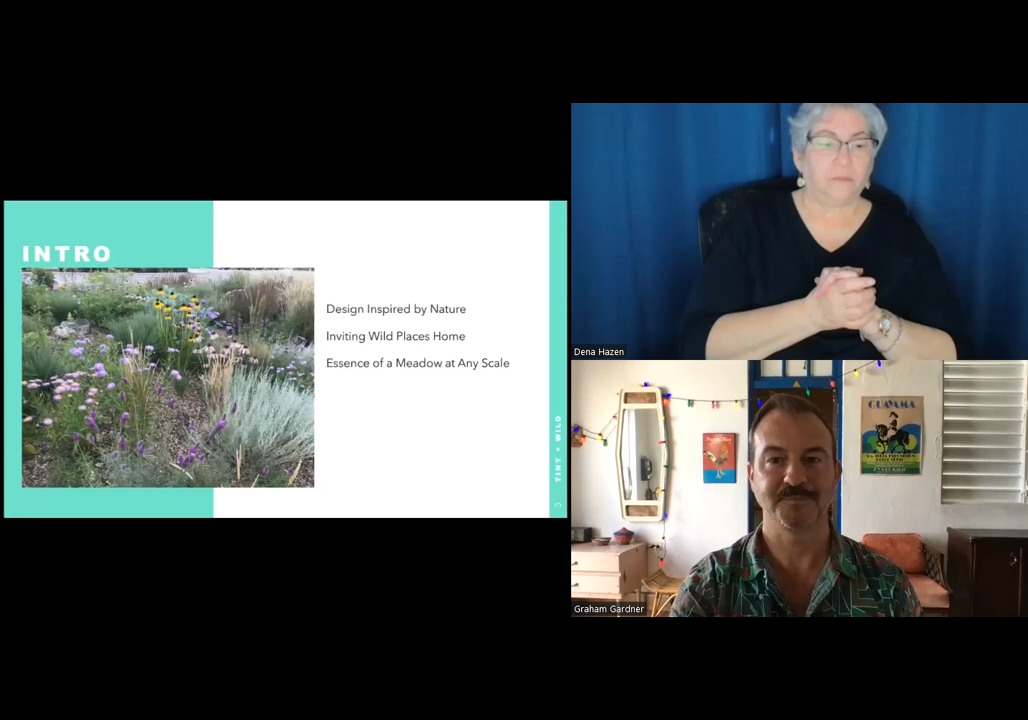 INTRO
Design Inspired by Nature
Inviting Wild Places Home
Essence of a Meadow at Any Scale
TINY + WILD
3
Dena Hazen
GUAYAMA
Graham Gardner